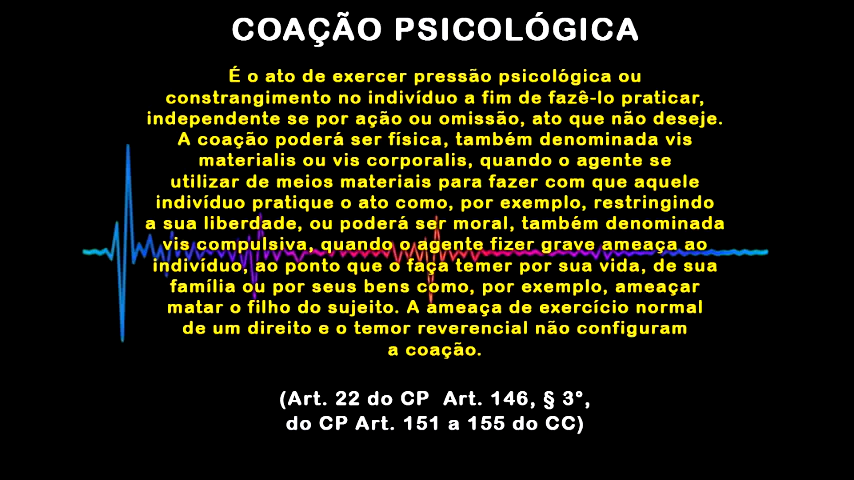 COAÇÃO PSICOLÓGICA
É o ato de exercer pressão psicológica ou
constrangimento no indivíduo a fim de fazê-lo praticar,
independente se por ação ou omissão, ato que não deseje.
A coação poderá ser física, também denominada vis
materialis ou vis corporalis, quando o agente se
utilizar de meios materiais para fazer com que aquele
indivíduo pratique o ato como, por exemplo, restringindo
a sua liberdade, ou poderá ser moral, também denominada
vis compulsiva, quando o agente fizer grave ameaça ao
indivíduo, ao ponto que o faça temer por sua vida, de sua
família ou por seus bens como, por exemplo, ameaçar
matar o filho do sujeito. A ameaça de exercício normal
de um direito e o temor reverencial não configuram
a coação.
(Art. 22 do CP  Art. 146, § 3°,
do CP Art. 151 a 155 do CC)